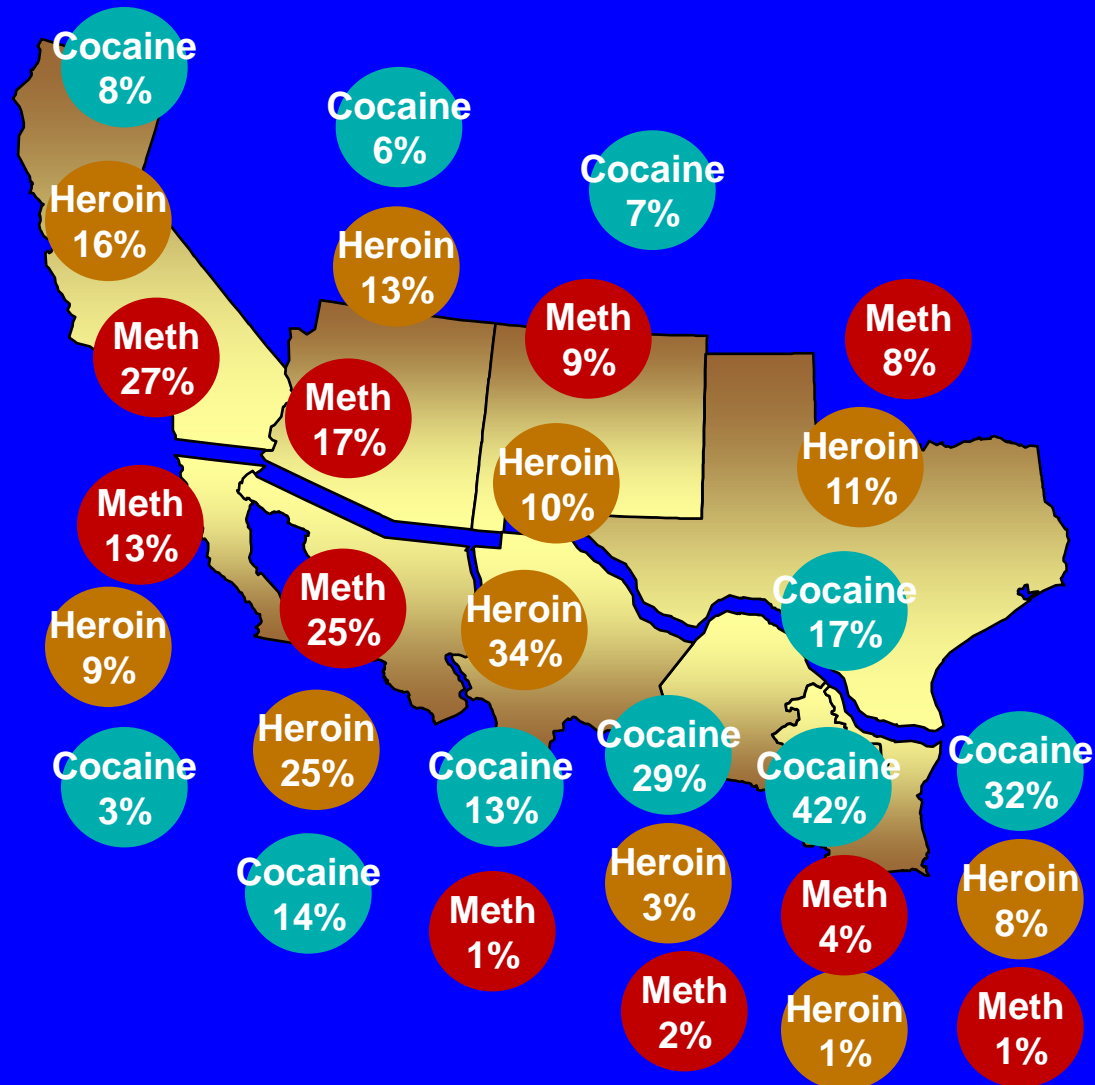 Cocaine
8%
Cocaine
6%
Cocaine
7%
Heroin
16%
Heroin
13%
Meth
9%
Meth
8%
Meth
27%
Meth
17%
Heroin
10%
Heroin
11%
Meth
13%
Meth
25%
Heroin
34%
Cocaine
17%
Heroin
9%
Heroin
25%
Cocaine
3%
Cocaine
13%
Cocaine
29%
Cocaine
42%
Cocaine
32%
Cocaine
14%
Meth
1%
Heroin
3%
Meth
4%
Heroin
8%
Meth
2%
Heroin
1%
Meth
1%